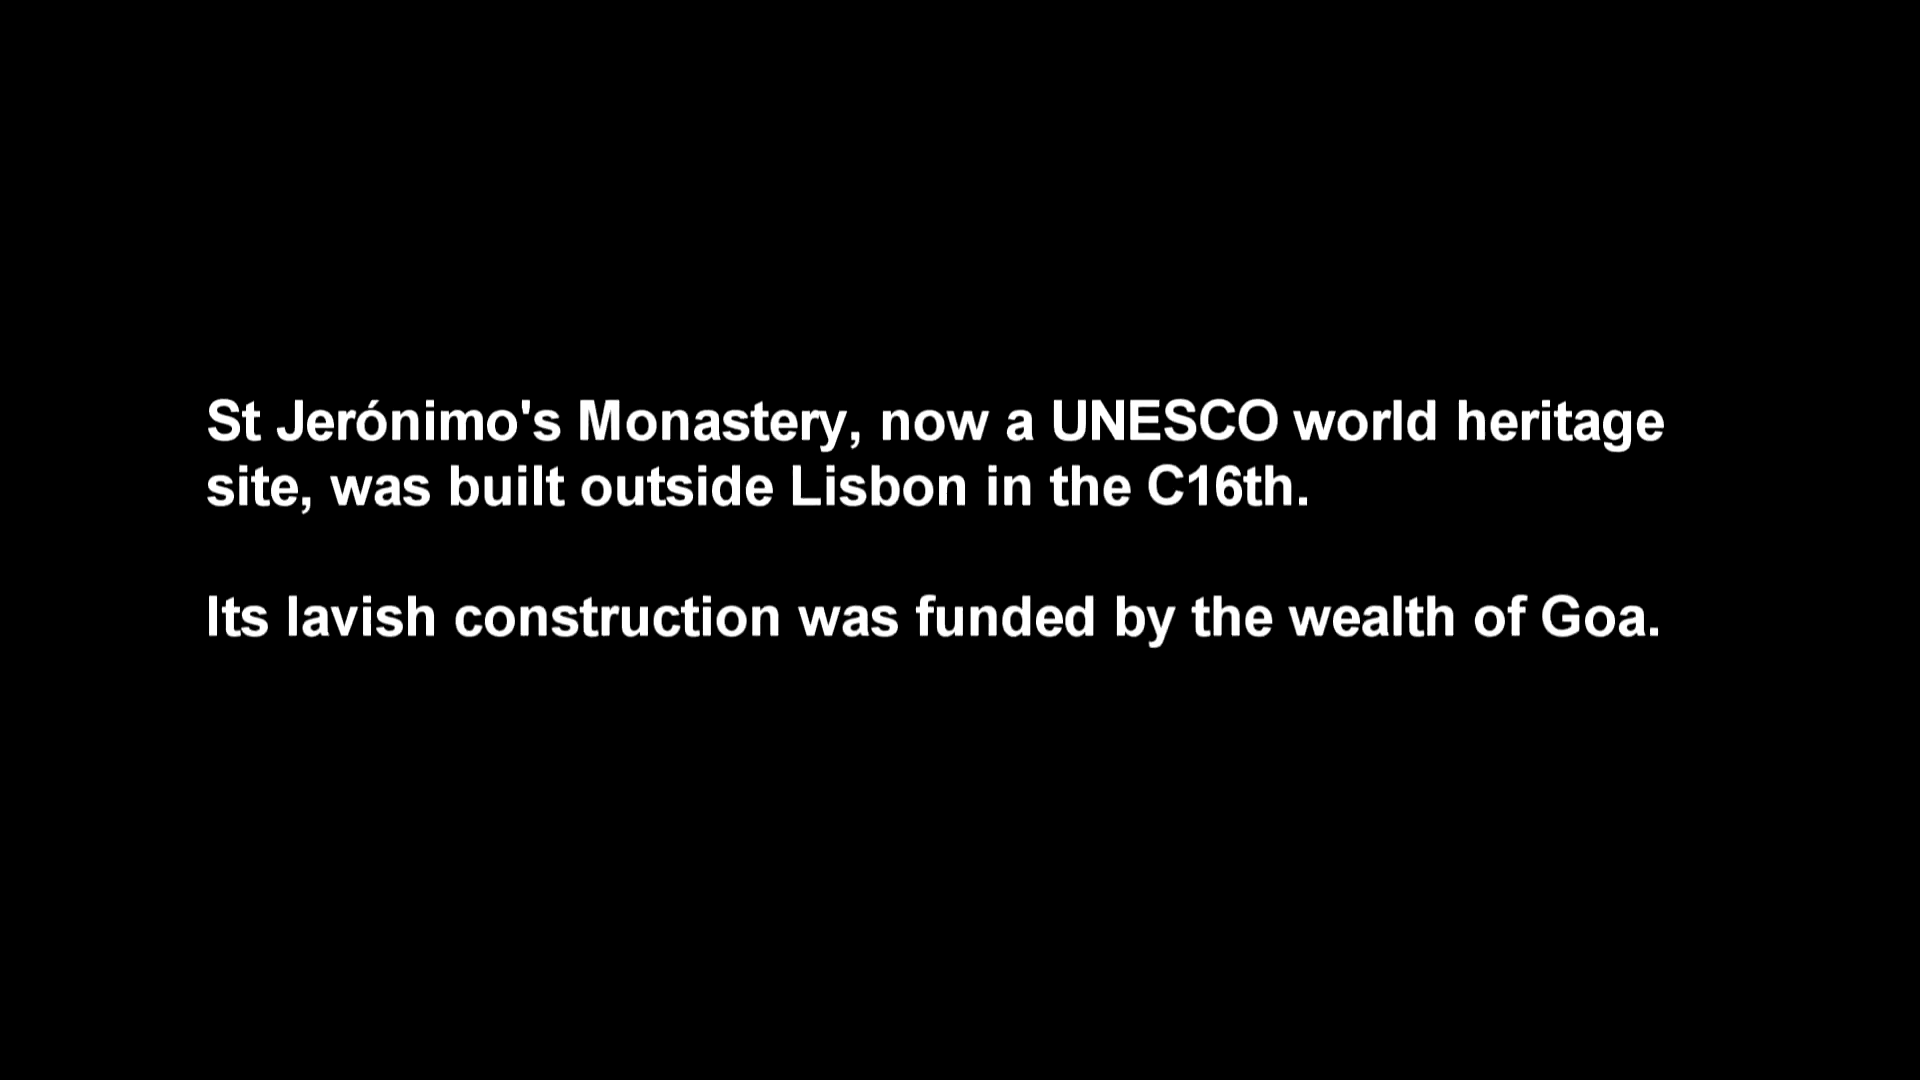 St Jerónimo's Monastery, now a UNESCO world heritage
site, was built outside Lisbon in the C16th.
Its lavish construction was funded by the wealth of Goa.